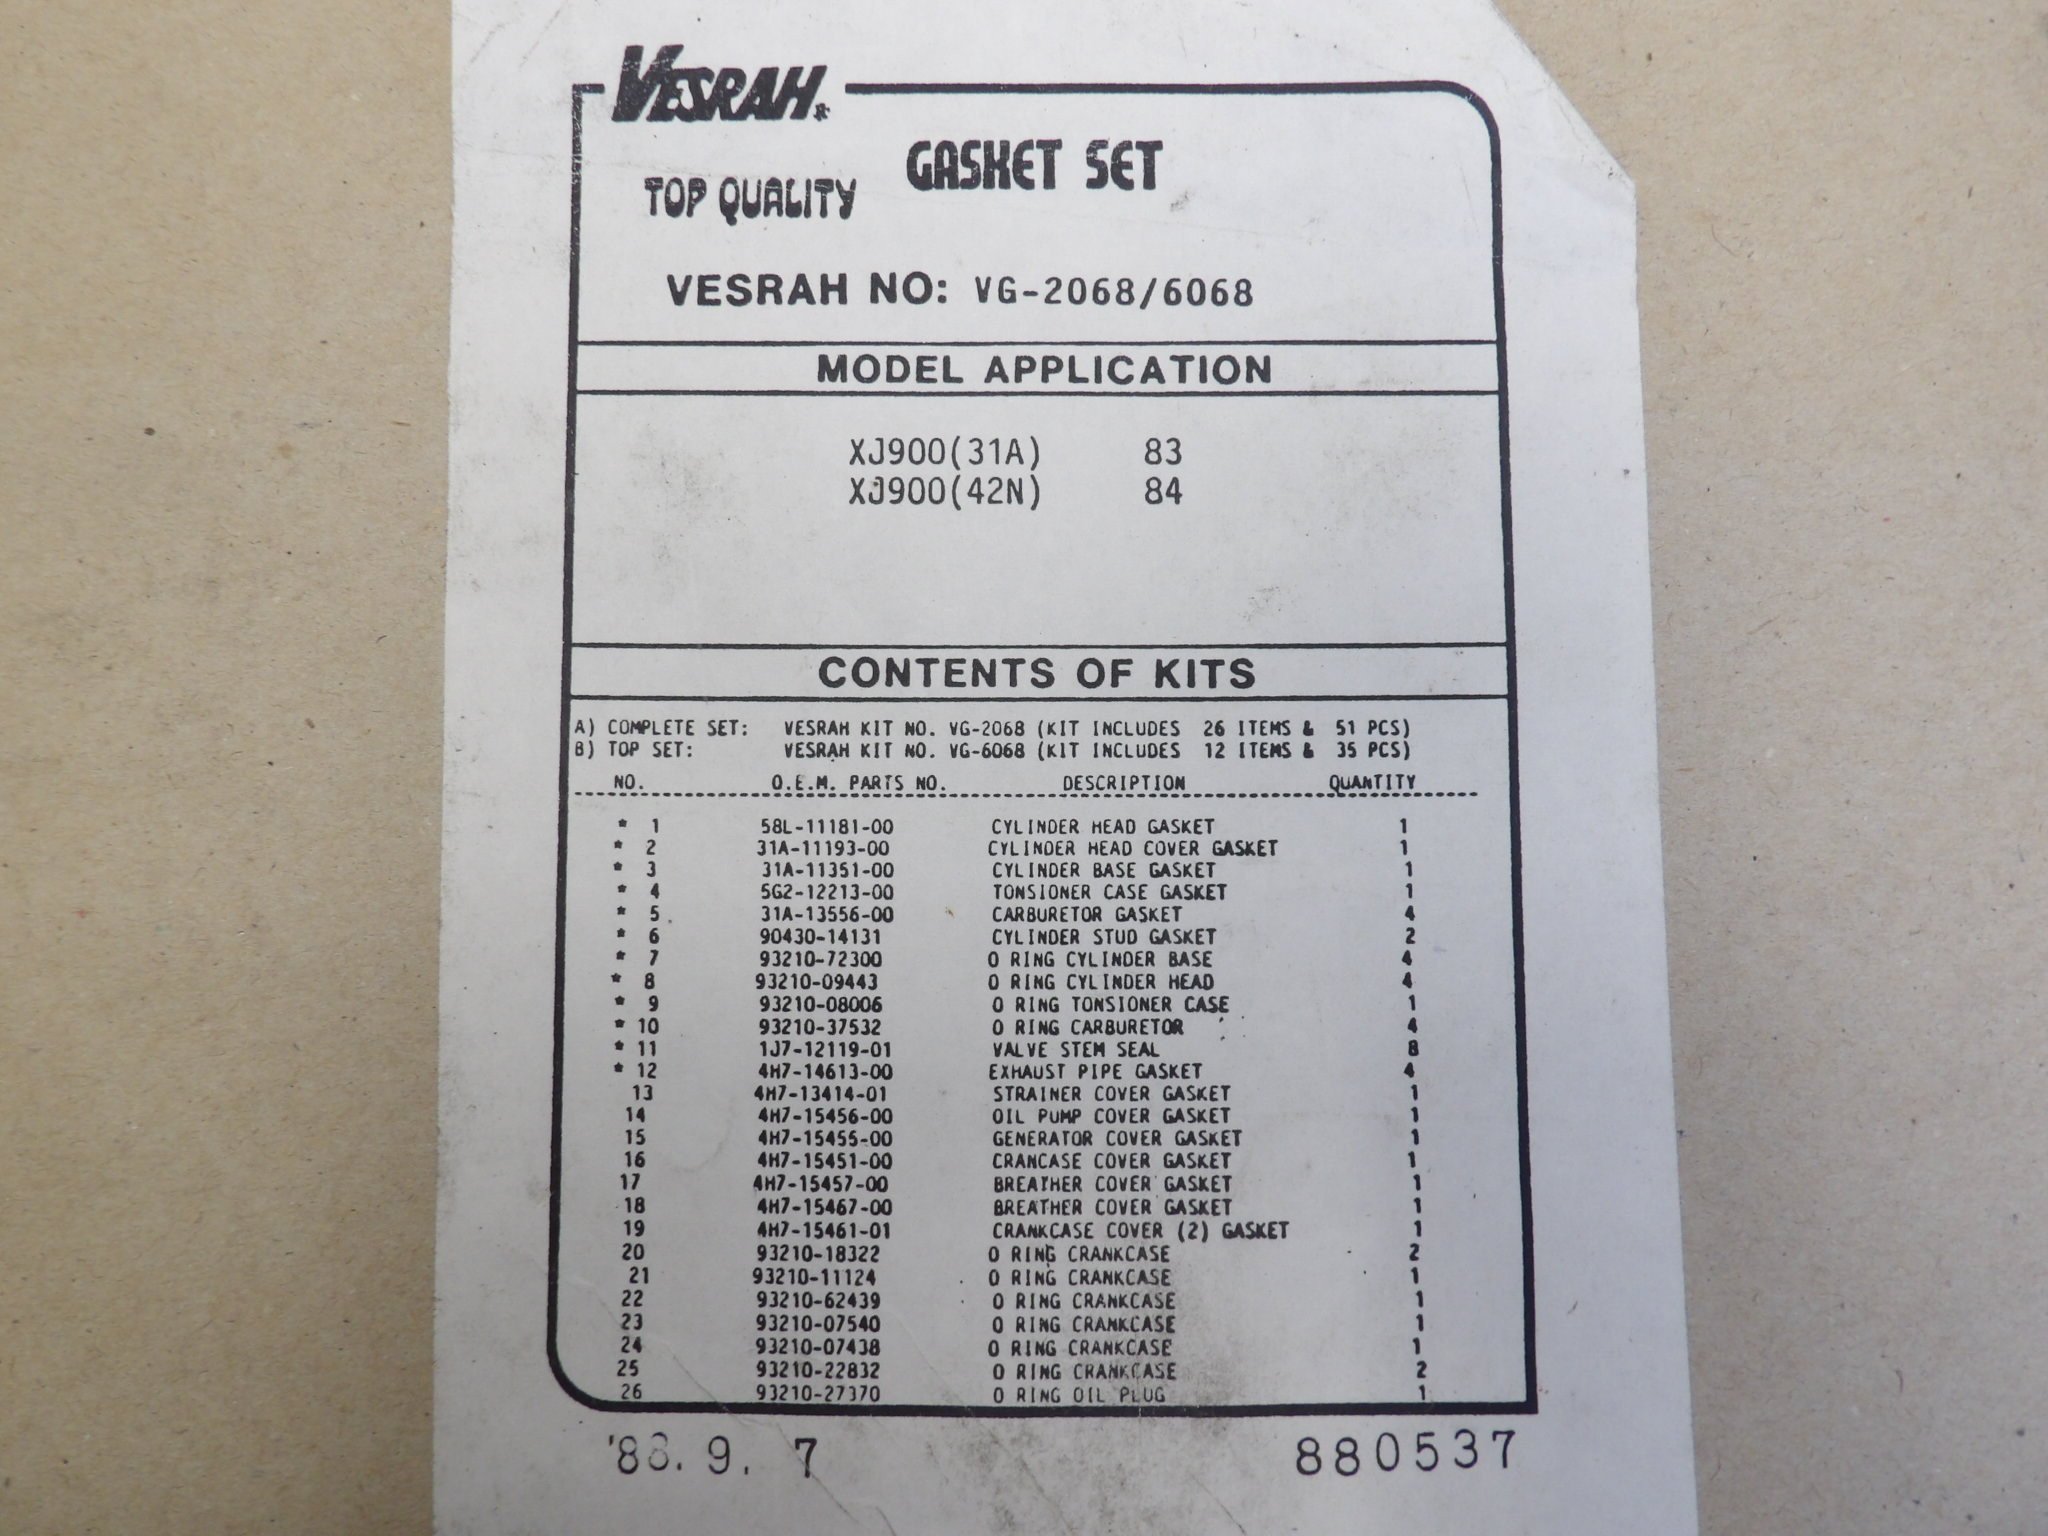 VESRAH R
GASKET SET
TOP QUALITY
VESRAH NO: VG-2068/6068
MODEL APPLICATION
XJ900(31A) 83
XJ900(42N) 84
CONTENTS OF KITS
A) COMPLETE SET: VESRAH KIT NO. VG-2068 (KIT INCLUDES 26 ITEMS & 51 PCS)
B) TOP SET: VESRAH KIT NO. VG-6068 (KIT INCLUDES 12 ITEMS & 35 PCS)
NO. O.E.M. PARTS NO. DESCRIPTION QUANTITY
* 1 58L-11181-00 CYLINDER HEAD GASKET 1
* 2 31A-11193-00 CYLINDER HEAD COVER GASKET 1
* 3 31A-11351-00 CYLINDER BASE GASKET 1
* 4 5G2-12213-00 TONSIONER CASE GASKET 1
* 5 31A-13556-00 CARBURETOR GASKET 4
* 6 90430-14131 CYLINDER STUD GASKET 2
* 7 93210-72300 O RING CYLINDER BASE 4
* 8 93210-09443 O RING CYLINDER HEAD 4
* 9 93210-08006 O RING TONSIONER CASE 1
* 10 93210-37532 O RING CARBURETOR 4
* 11 1J7-12119-01 VALVE STEM SEAL 8
* 12 4H7-14613-00 EXHAUST PIPE GASKET 4
13 4H7-13414-01 STRAINER COVER GASKET 1
14 4H7-15456-00 OIL PUMP COVER GASKET 1
15 4H7-15455-00 GENERATOR COVER GASKET 1
16 4H7-15451-00 CRANCASE COVER GASKET 1
17 4H7-15457-00 BREATHER COVER GASKET 1
18 4H7-15467-00 BREATHER COVER GASKET 1
19 4H7-15461-01 CRANKCASE COVER (2) GASKET 1
20 93210-18322 O RING CRANKCASE 2
21 93210-11124 O RING CRANKCASE 1
22 93210-62439 O RING CRANKCASE 1
23 93210-07540 O RING CRANKCASE 1
24 93210-07438 O RING CRANKCASE 1
25 93210-22832 O RING CRANKCASE 2
26 93210-27370 O RING OIL PLUG 1
'88. 9. 7 880537